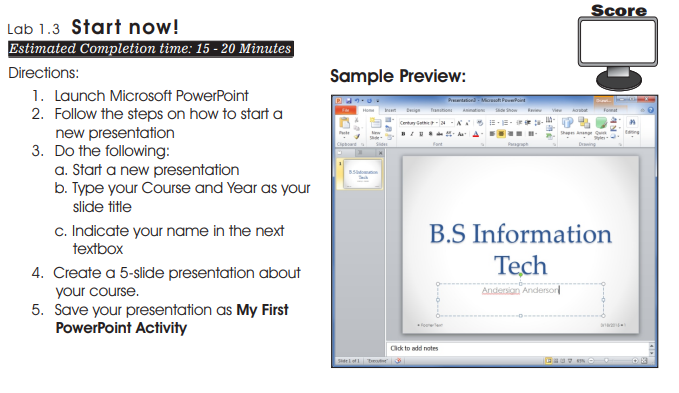 Score
Lab 1.3 Start now!
Estimated Completion time: 15 - 20 Minutes
Directions:
1. Launch Microsoft PowerPoint
2. Follow the steps on how to start a
new presentation
3. Do the following:
a. Start a new presentation
b. Type your Course and Year as your
slide title
c. Indicate your name in the next
textbox
4. Create a 5-slide presentation about
your course.
5. Save your presentation as My First
PowerPoint Activity
Sample Preview:
Presentation1 - Microsoft PowerPoint
File Home Insert Design Transitions Animations Slide Show Review View Acrobat Format
Century Gothic 24
Paste New Slide Shapes Arrange Quick Styles Editing
Clipboard Slides Font Paragraph Drawing
1
B.S Information
Tech
B.S Information
Tech
Andersign Anderson
Footer Text
Click to add notes
Slide 1 of 1